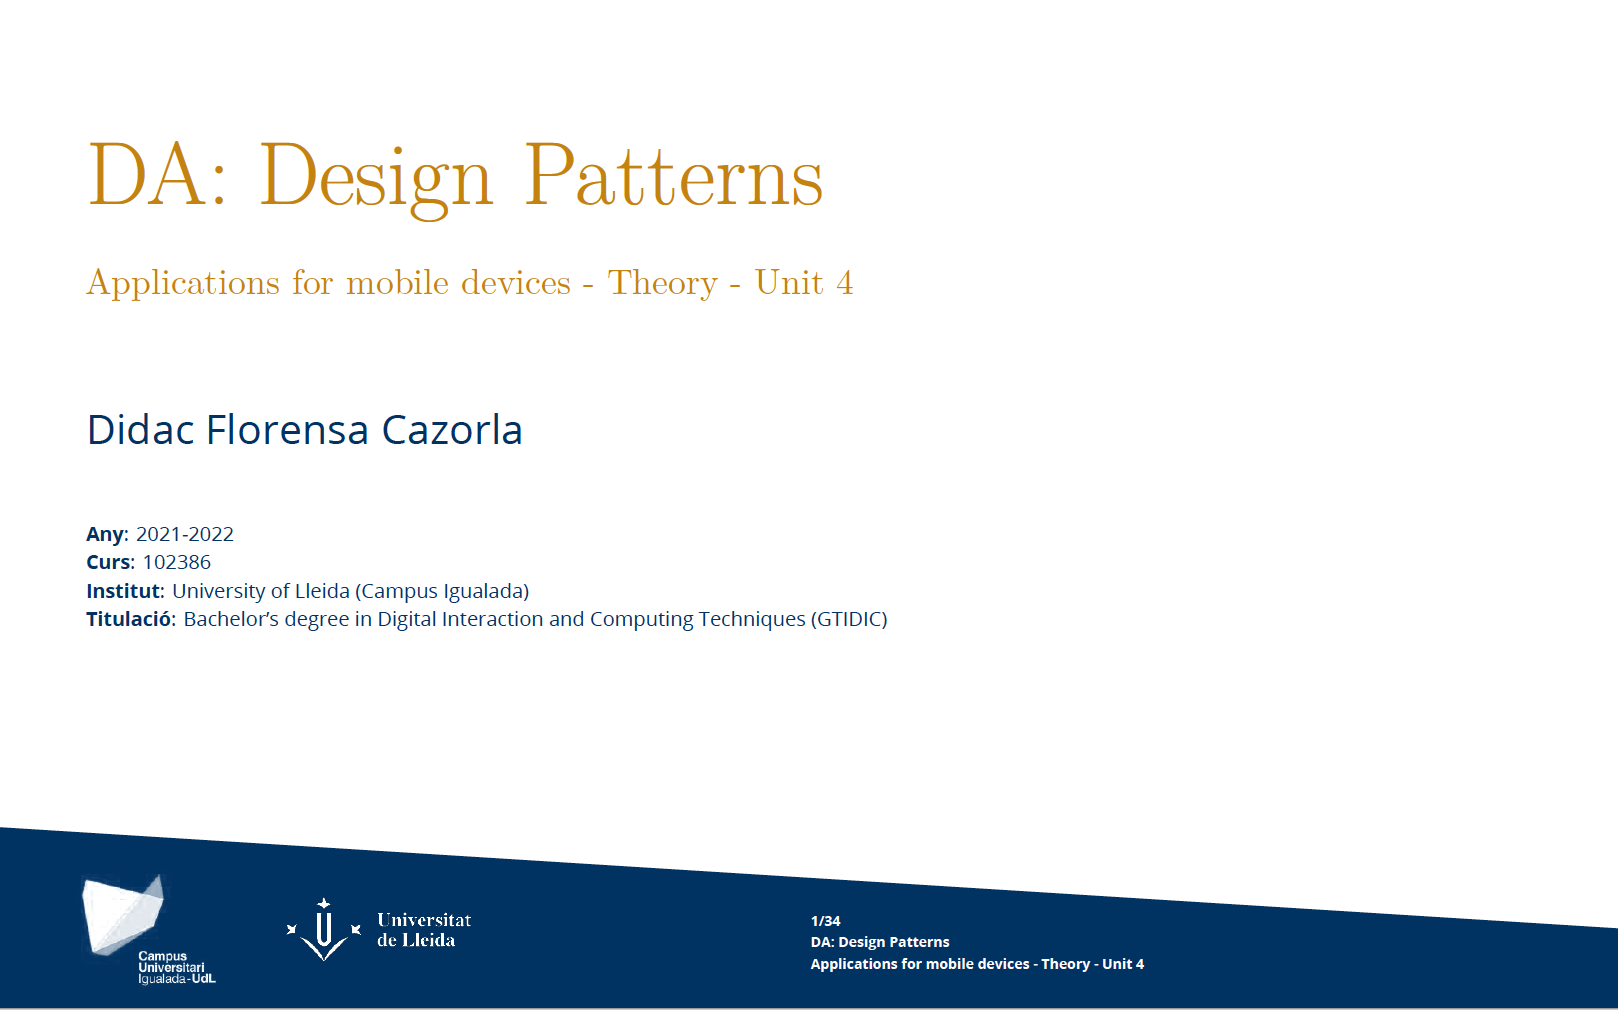 DA: Design Patterns
Applications for mobile devices - Theory - Unit 4
Didac Florensa Cazorla
Any: 2021-2022
Curs: 102386
Institut: University of Lleida (Campus Igualada)
Titulació: Bachelor’s degree in Digital Interaction and Computing Techniques (GTIDIC)
Campus
Universitari
Igualada-UdL
Universitat
de Lleida
1/34
DA: Design Patterns
Applications for mobile devices - Theory - Unit 4